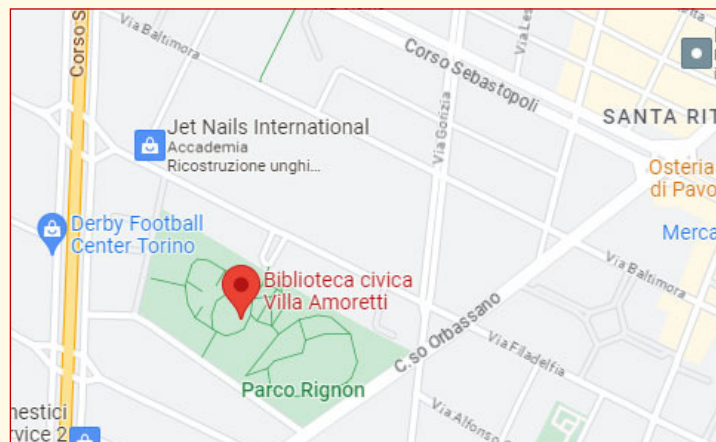 Corso S
Via Baltimora
Corso Sebastopoli
Via Les
Via Gorizia
SANTA RIT
Jet Nails International
Accademia
Ricostruzione unghi...
Osteria
di Pavo
Derby Football
Center Torino
Merca
Via Baltimora
Biblioteca civica
Villa Amoretti
C.so Orbassano
Via Filadelfia
Parco Rignon
Via Alfonso
nestici
rvice 2